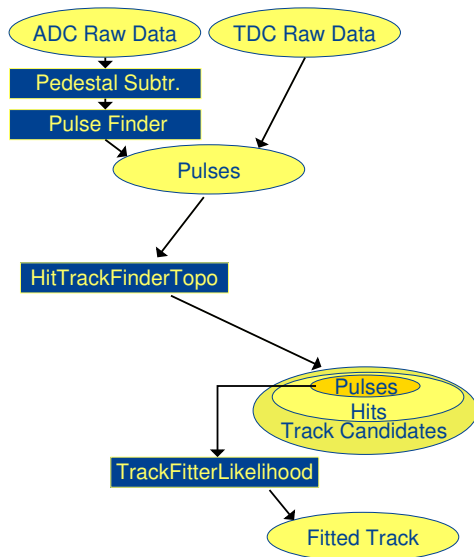 ADC Raw Data
TDC Raw Data
Pedestal Subtr.
Pulse Finder
Pulses
HitTrackFinderTopo
Pulses
Hits
Track Candidates
TrackFitterLikelihood
Fitted Track